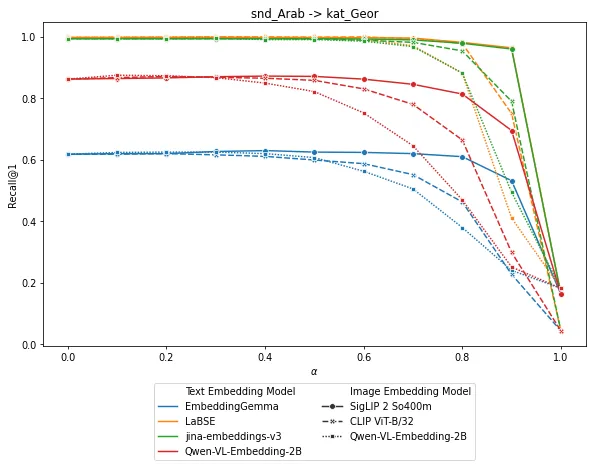 snd_Arab -> kat_Geor
Recall@1
1.0
0.8
0.6
0.4
0.2
0.0
0.0 0.2 0.4 0.6 0.8 1.0
α
Text Embedding Model
EmbeddingGemma
LaBSE
jina-embeddings-v3
Qwen-VL-Embedding-2B
Image Embedding Model
SigLIP 2 So400m
CLIP ViT-B/32
Qwen-VL-Embedding-2B